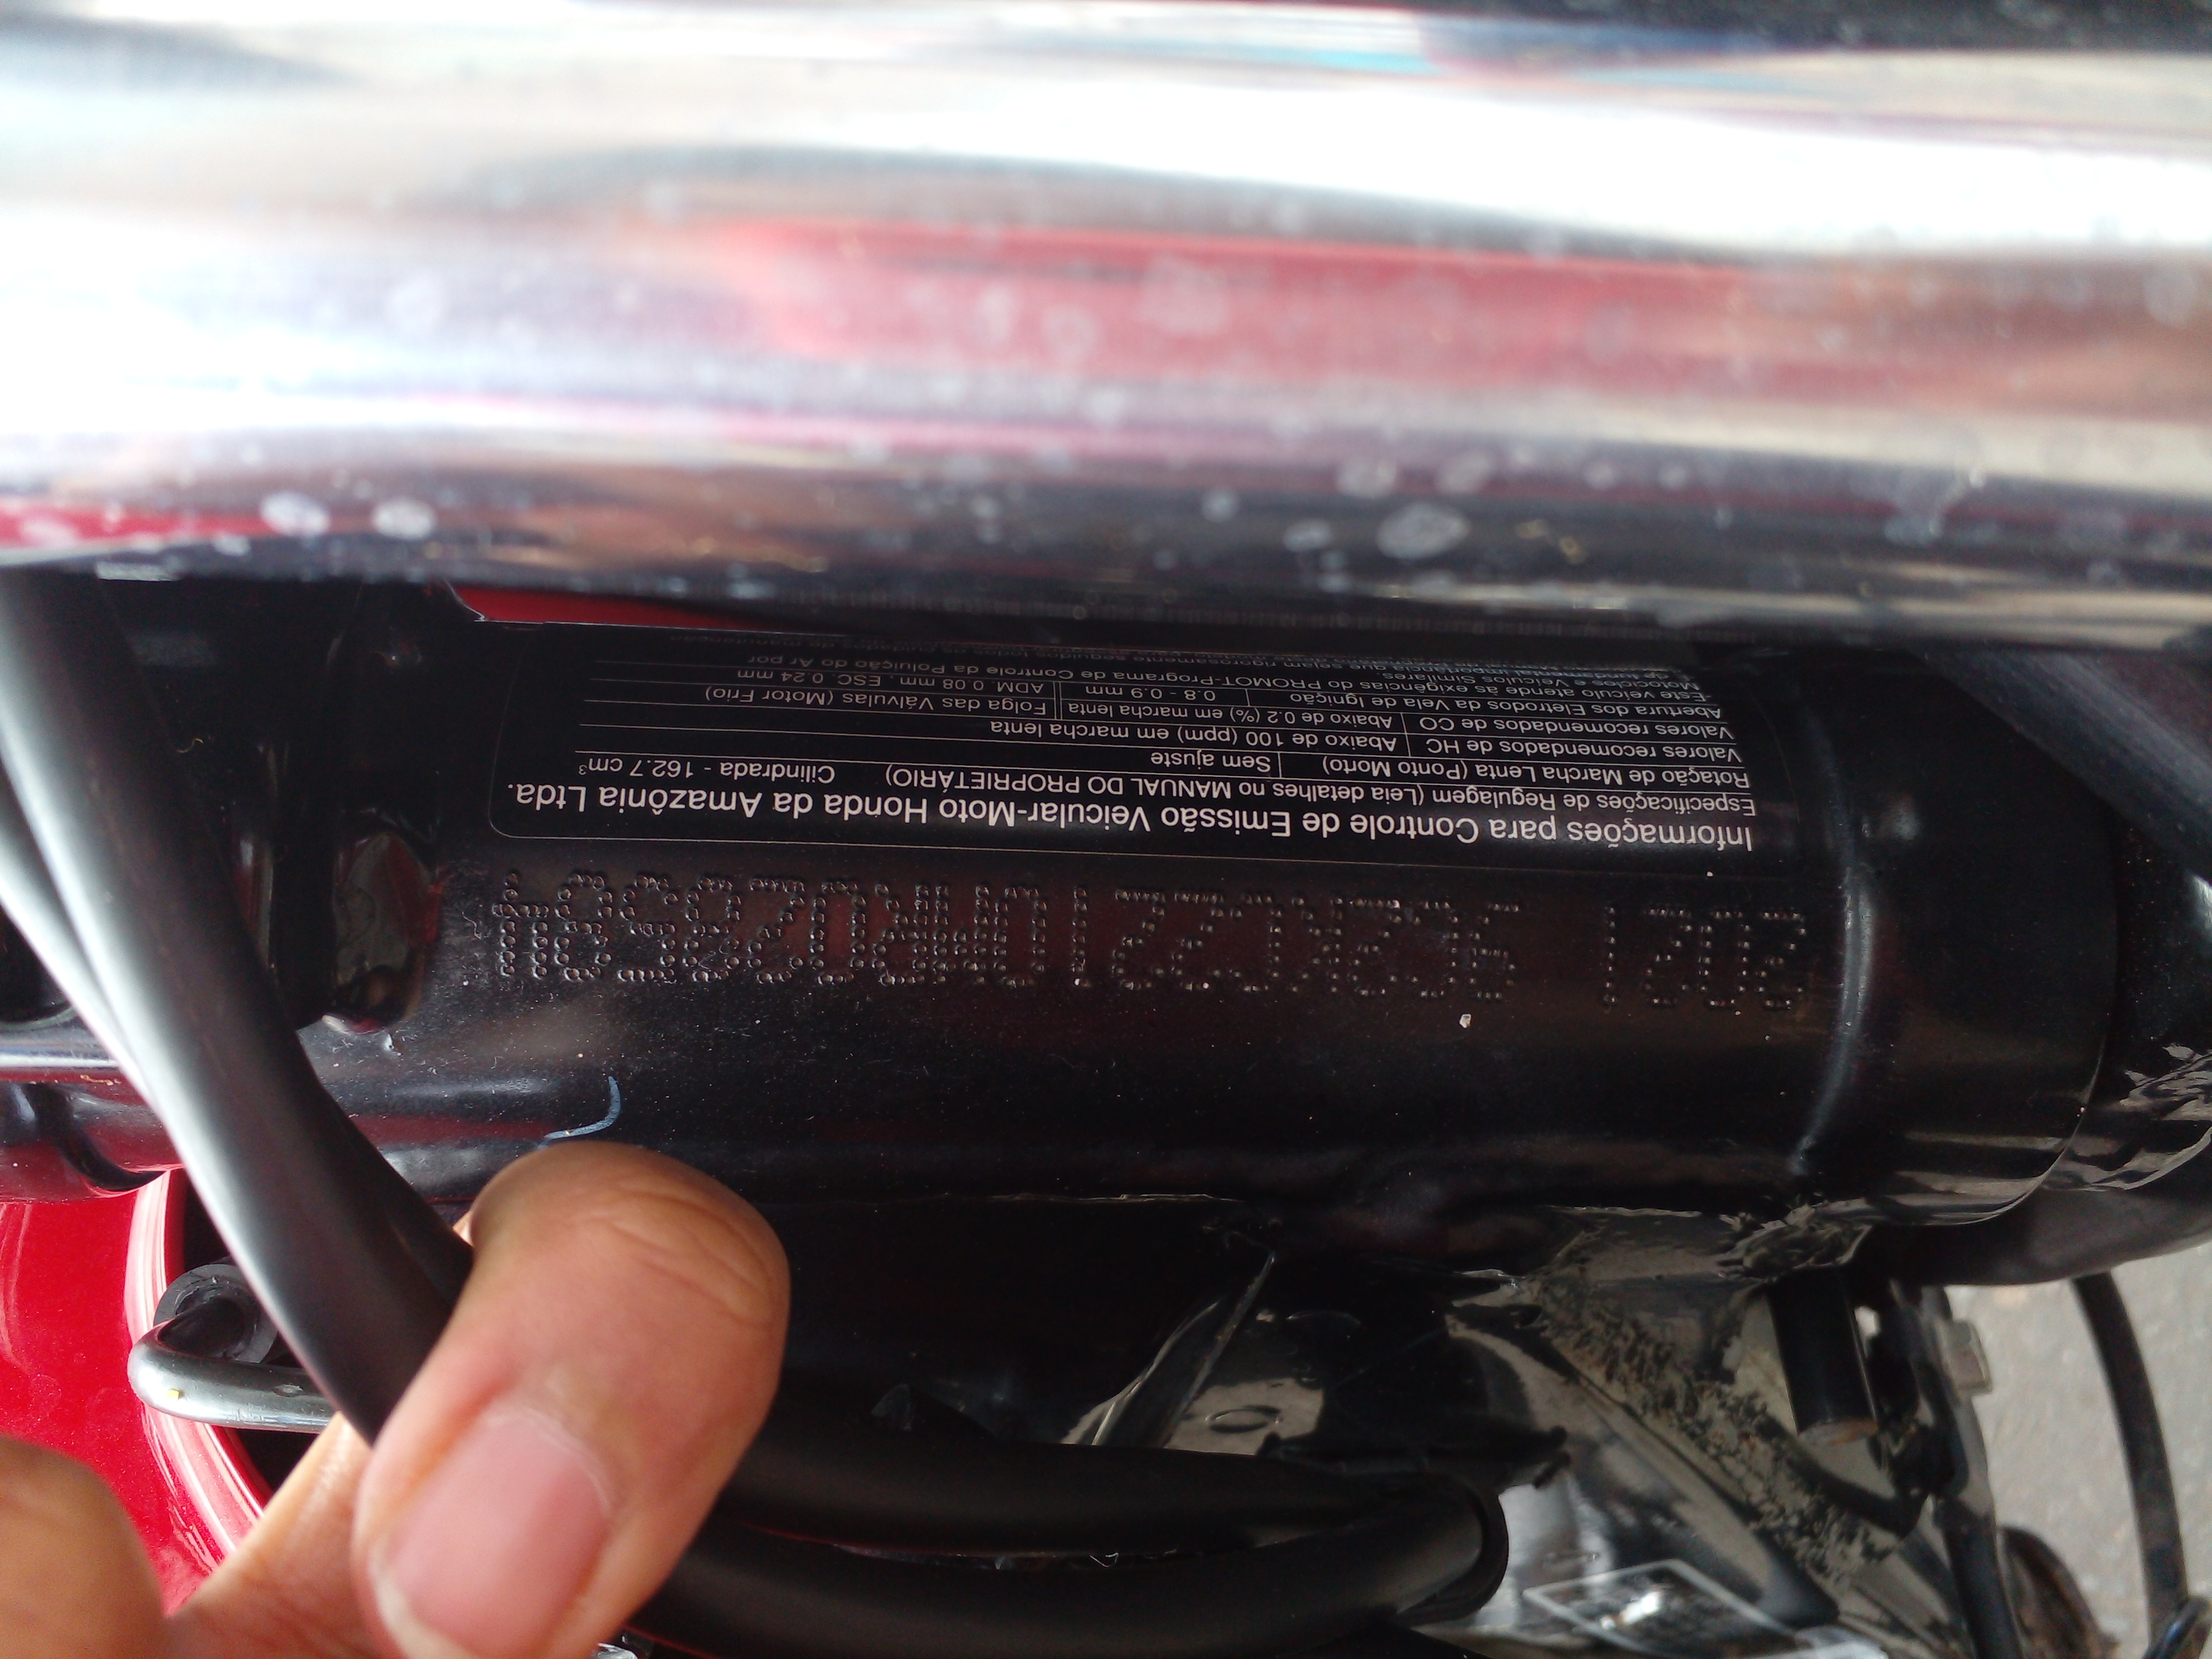 2021
Informações para Controle de Emissão Veicular-Moto Honda da Amazônia Ltda.
Especificações de Regulagem (Leia detalhes no MANUAL DO PROPRIETÁRIO) Cilindrada - 162.7 cm³
Rotação de Marcha Lenta (Ponto Morto) Sem ajuste
Valores recomendados de HC Abaixo de 100 (ppm) em marcha lenta
Valores recomendados de CO Abaixo de 0.2 (%) em marcha lenta Folga das Válvulas (Motor Frio)
Abertura dos Eletrodos da Vela de Ignição 0.8 - 0.9 mm ADM. 0.08 mm, ESC. 0.24 mm
Este veículo atende às exigências do PROMOT-Programa de Controle da Poluição do Ar por
Motociclos e Veículos Similares.